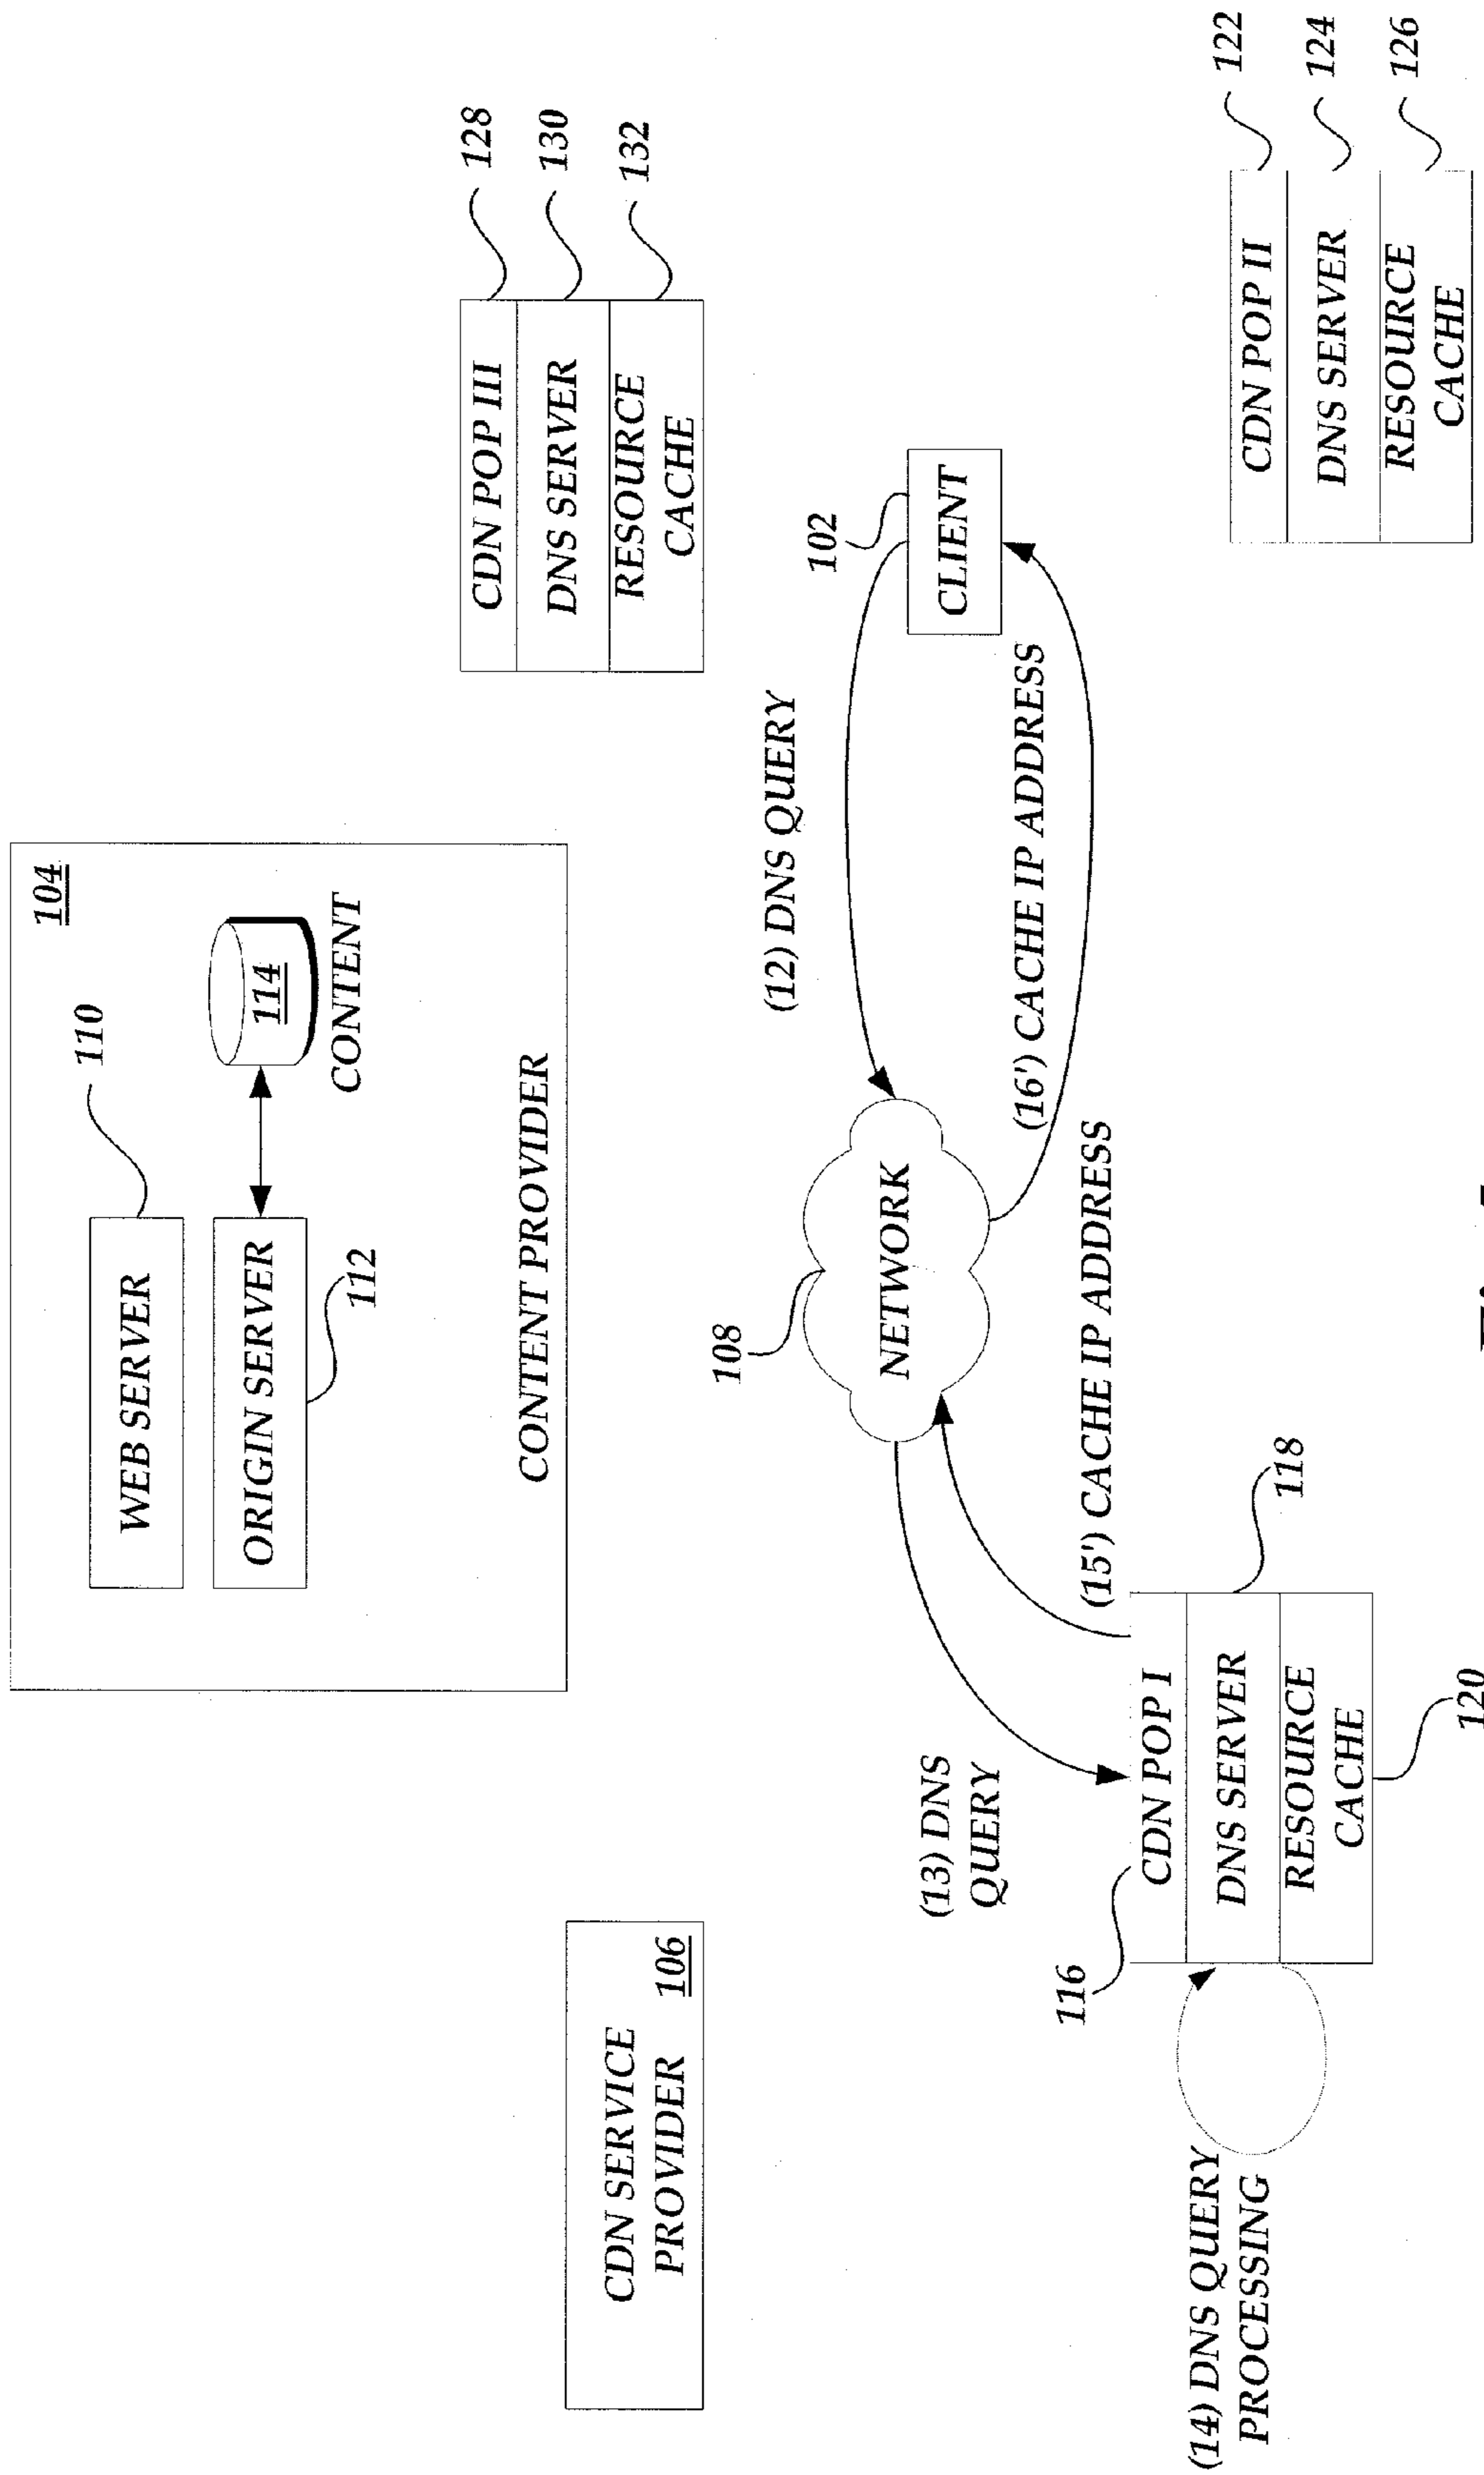 104
WEB SERVER
110
ORIGIN SERVER
112
114
CONTENT
CONTENT PROVIDER
CDN SERVICE
PROVIDER
106
CDN POP III
128
DNS SERVER
130
RESOURCE
CACHE
132
(12) DNS QUERY
108
NETWORK
102
CLIENT
(13) DNS
QUERY
(16') CACHE IP ADDRESS
(15') CACHE IP ADDRESS
116
CDN POP I
DNS SERVER
118
RESOURCE
CACHE
120
(14) DNS QUERY
PROCESSING
CDN POP II
122
DNS SERVER
124
RESOURCE
CACHE
126